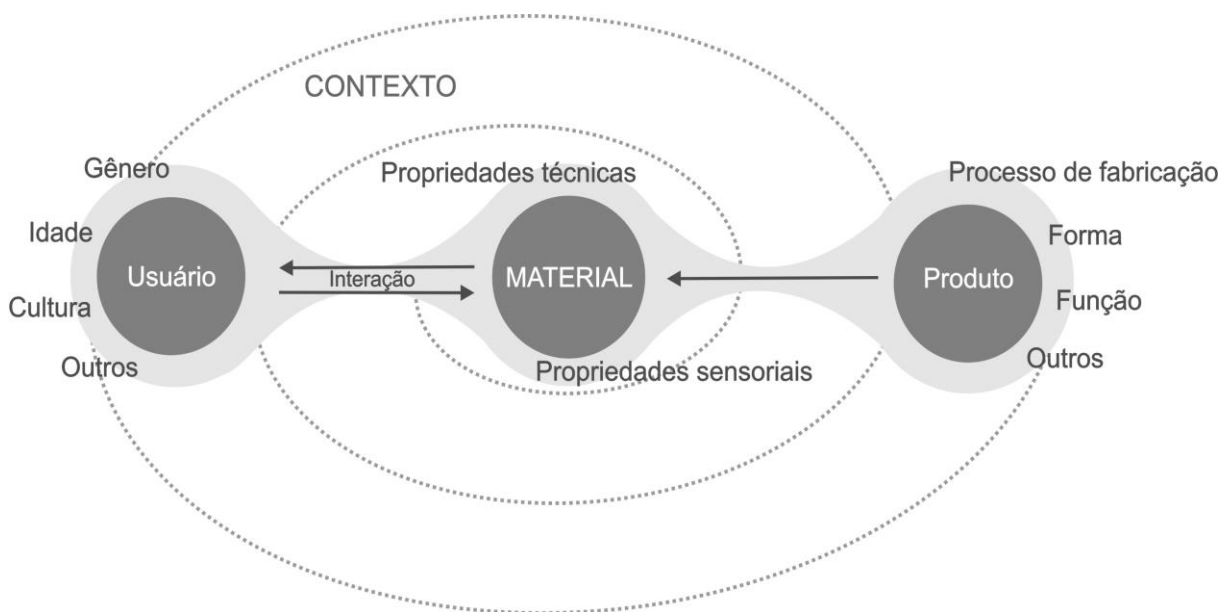 CONTEXTO
Gênero
Idade
Usuário
Cultura
Outros
Interação
Propriedades técnicas
MATERIAL
Propriedades sensoriais
Processo de fabricação
Forma
Produto
Função
Outros